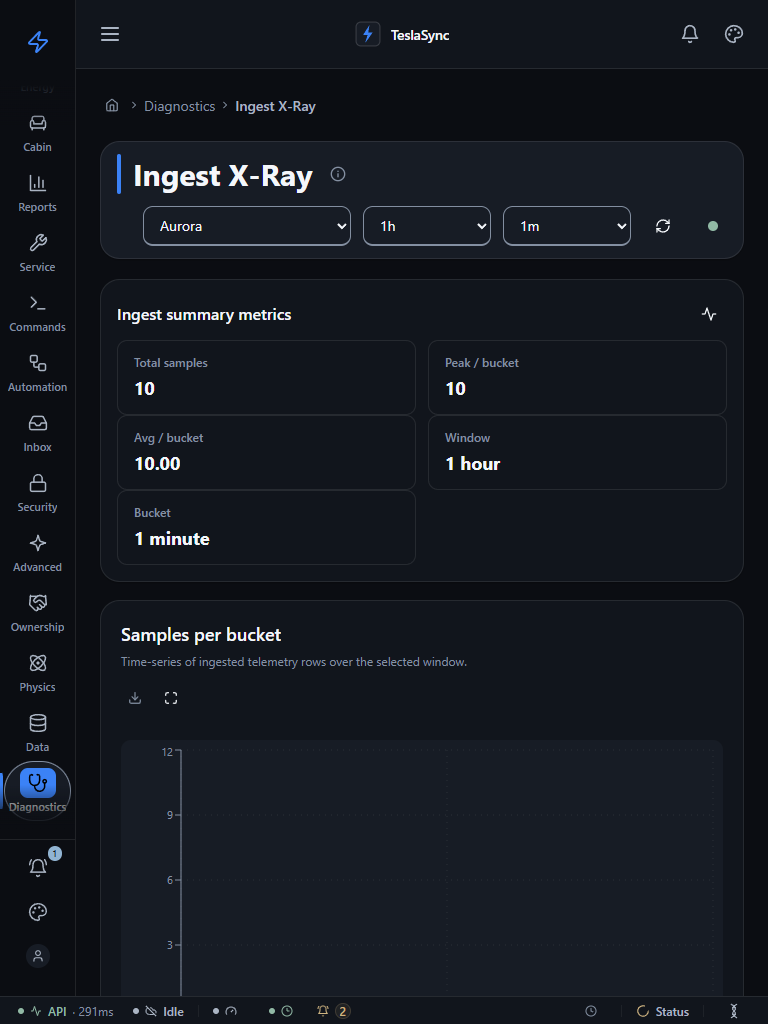 TeslaSync
Diagnostics
Ingest X-Ray
Ingest X-Ray
Aurora
1h
1m
Cabin
Reports
Service
Commands
Automation
Inbox
Security
Advanced
Ownership
Physics
Data
Diagnostics
1
Ingest summary metrics
Total samples
10
Peak / bucket
10
Avg / bucket
10.00
Window
1 hour
Bucket
1 minute
Samples per bucket
Time-series of ingested telemetry rows over the selected window.
12
9
6
3
API · 291ms
Idle
2
Status